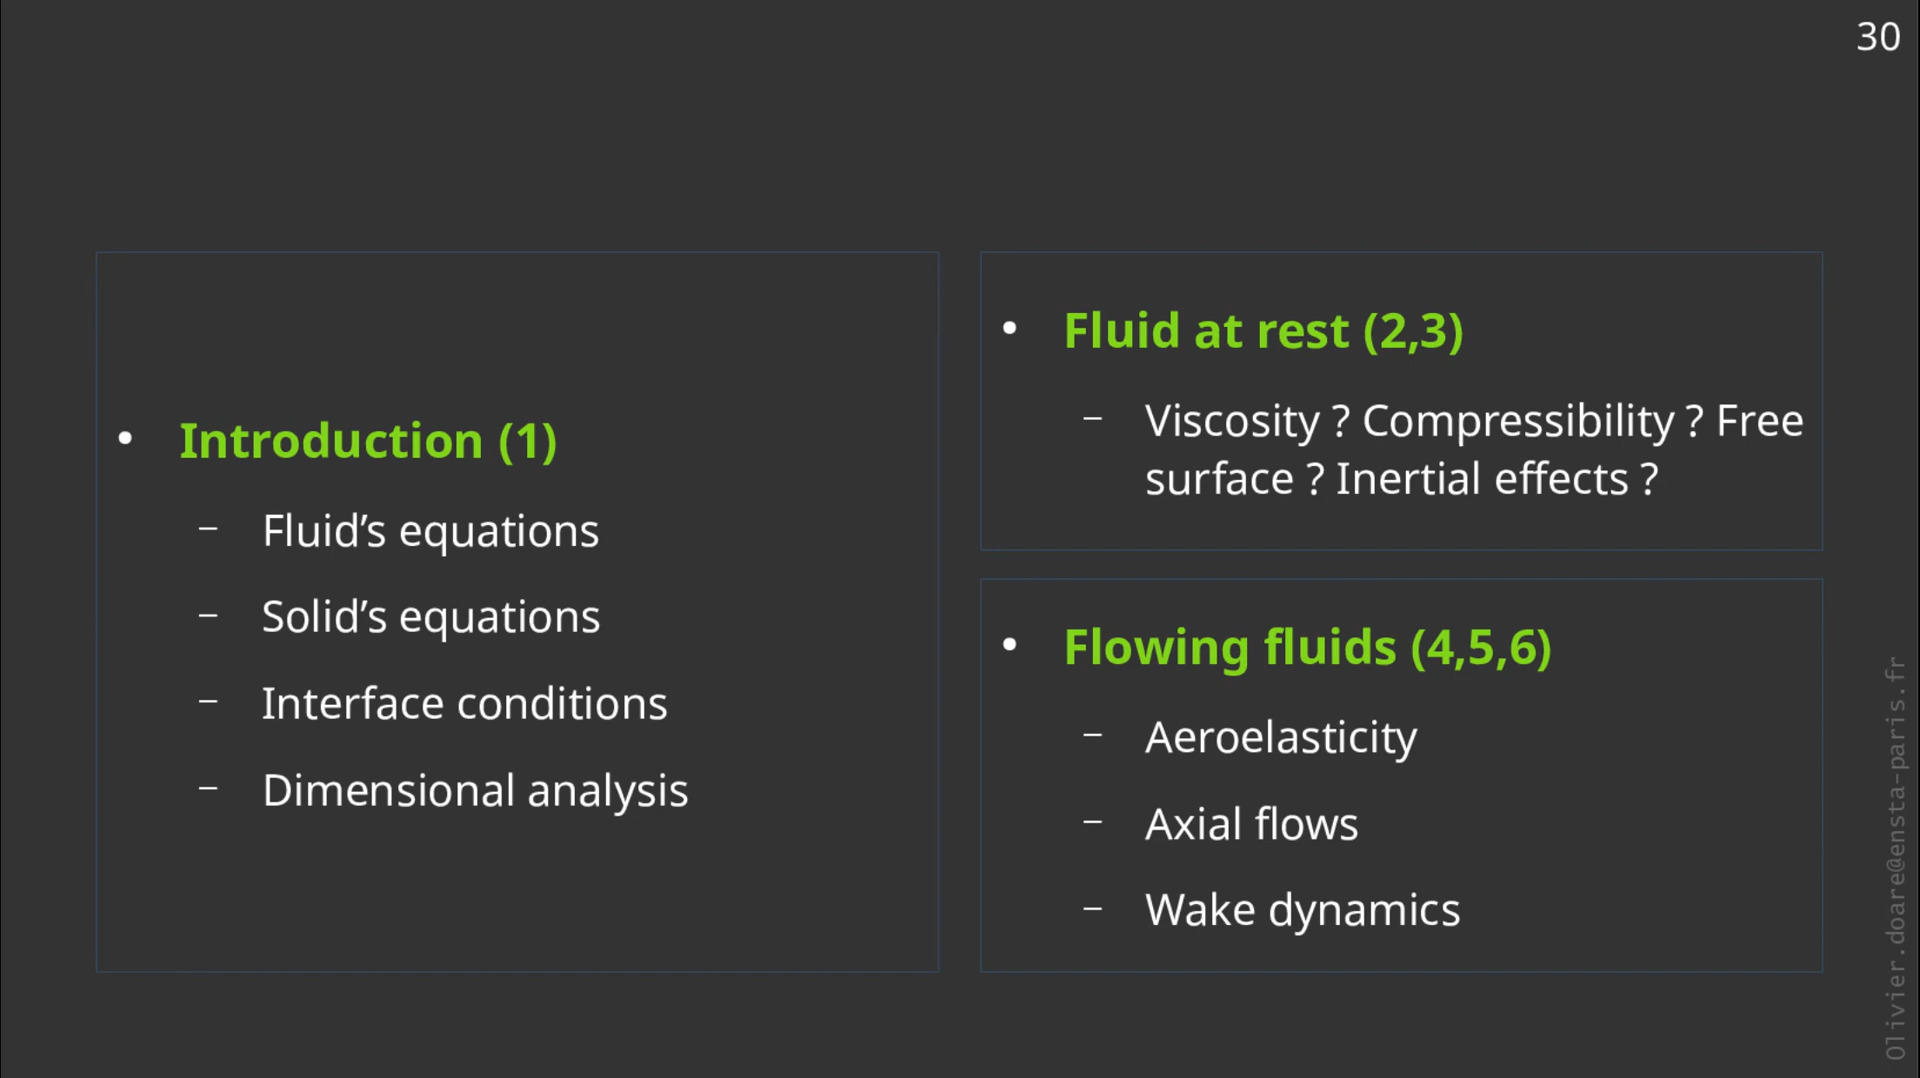 30
• Introduction (1)
– Fluid’s equations
– Solid’s equations
– Interface conditions
– Dimensional analysis
• Fluid at rest (2,3)
– Viscosity ? Compressibility ? Free
surface ? Inertial effects ?
• Flowing fluids (4,5,6)
– Aeroelasticity
– Axial flows
– Wake dynamics
Olivier.doare@ensta-paris.fr